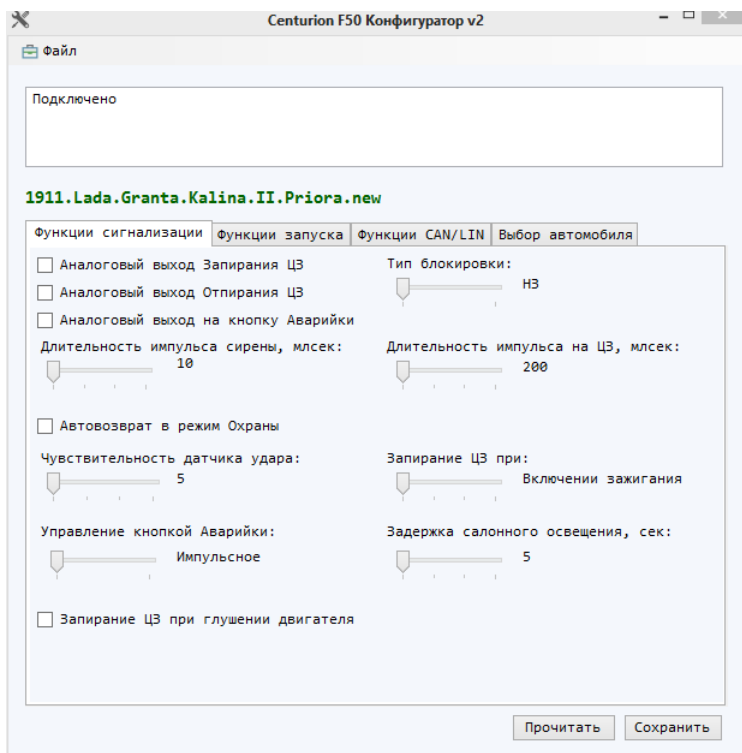 Centurion F50 Конфигуратор v2
Файл
Подключено
1911.Lada.Granta.Kalina.II.Priora.new
Функции сигнализации Функции запуска Функции CAN/LIN Выбор автомобиля
Аналоговый выход Запирания ЦЗ
Тип блокировки:
НЗ
Аналоговый выход Отпирания ЦЗ
Аналоговый выход на кнопку Аварийки
Длительность импульса сирены, млсек:
10
Длительность импульса на ЦЗ, млсек:
200
Автовозврат в режим Охраны
Чувствительность датчика удара:
5
Запирание ЦЗ при:
Включении зажигания
Управление кнопкой Аварийки:
Импульсное
Задержка салонного освещения, сек:
5
Запирание ЦЗ при глушении двигателя
Прочитать Сохранить